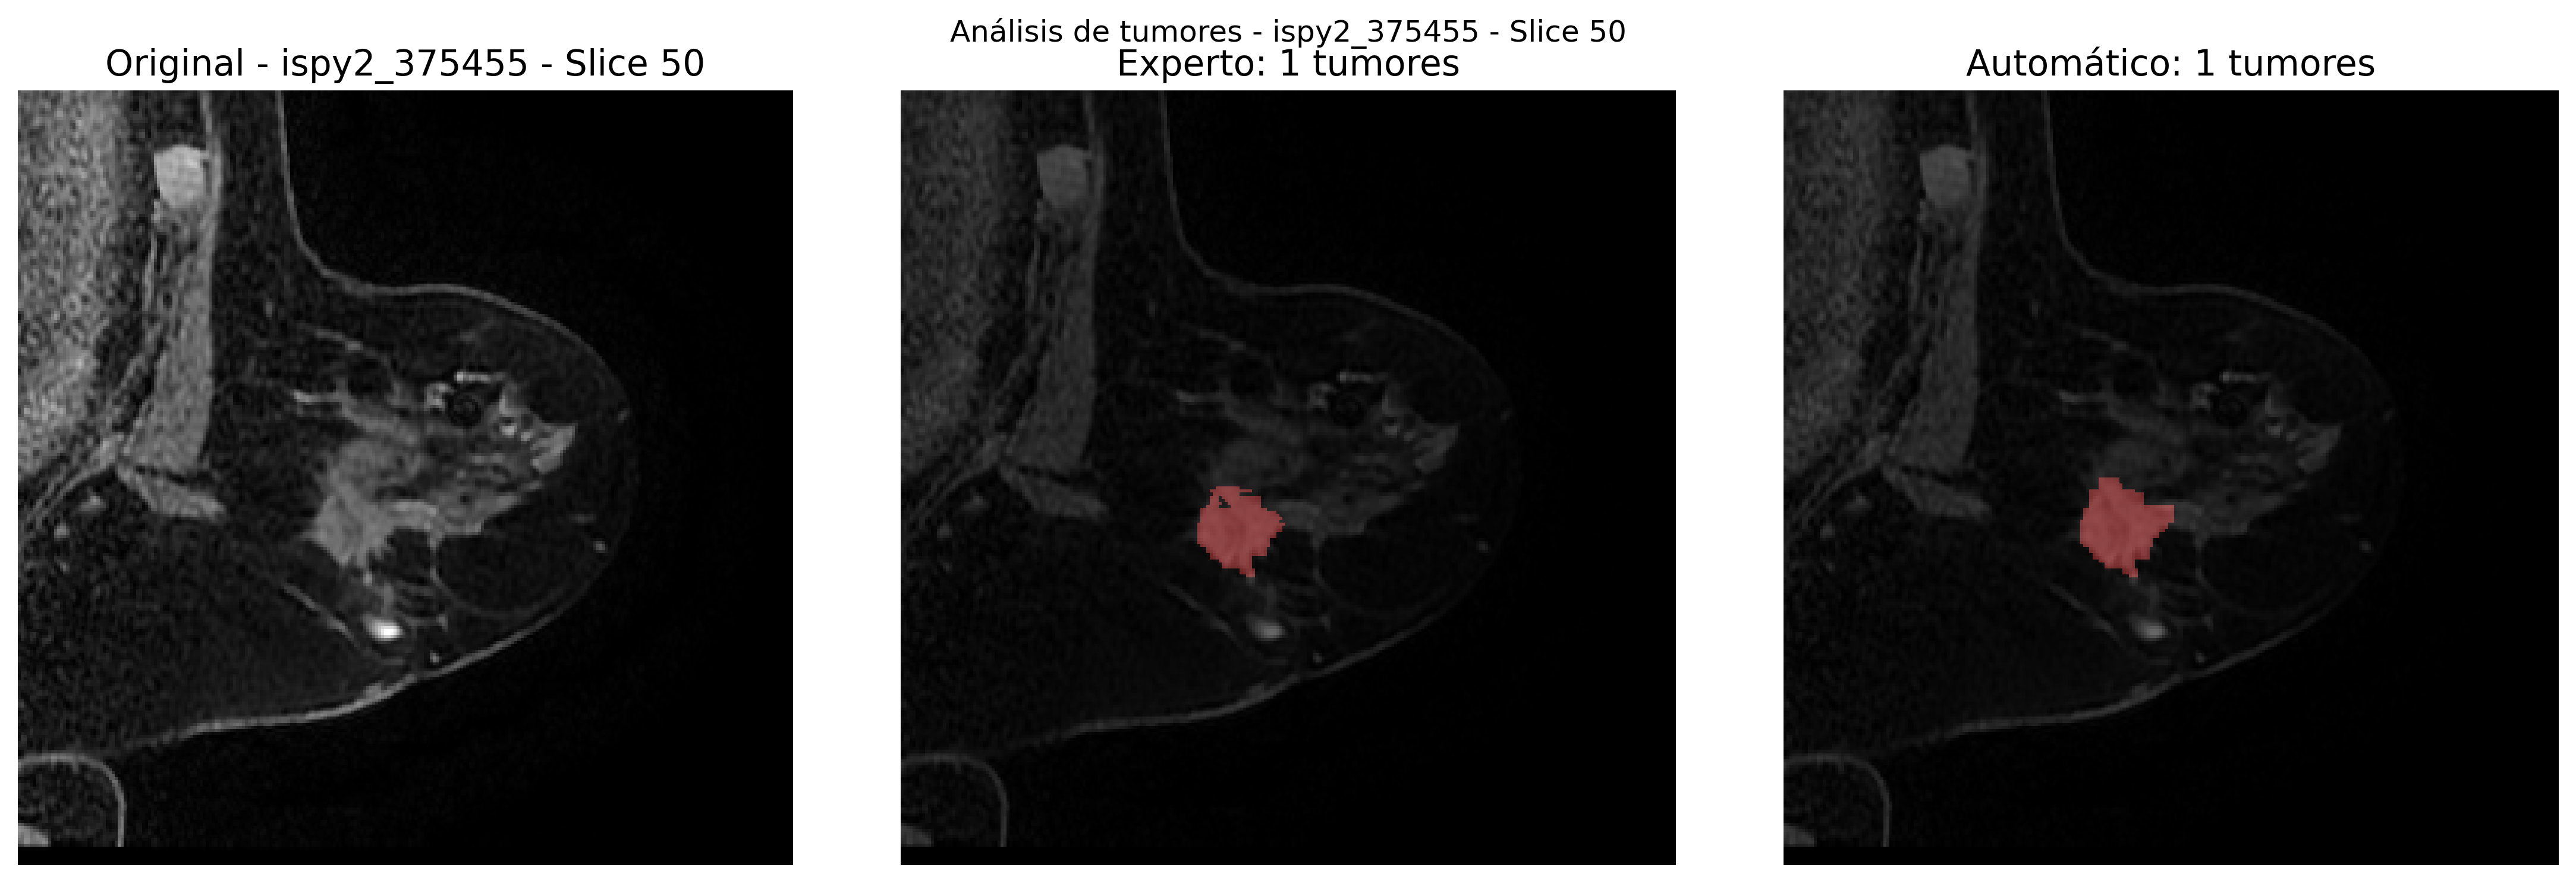 Análisis de tumores - ispy2_375455 - Slice 50
Original - ispy2_375455 - Slice 50
Experto: 1 tumores
Automático: 1 tumores